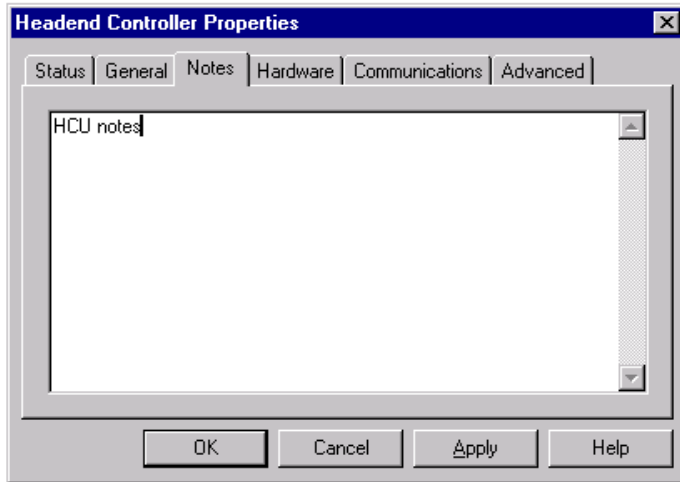 Headend Controller Properties
Status General Notes Hardware Communications Advanced
HCU notes
OK Cancel Apply Help